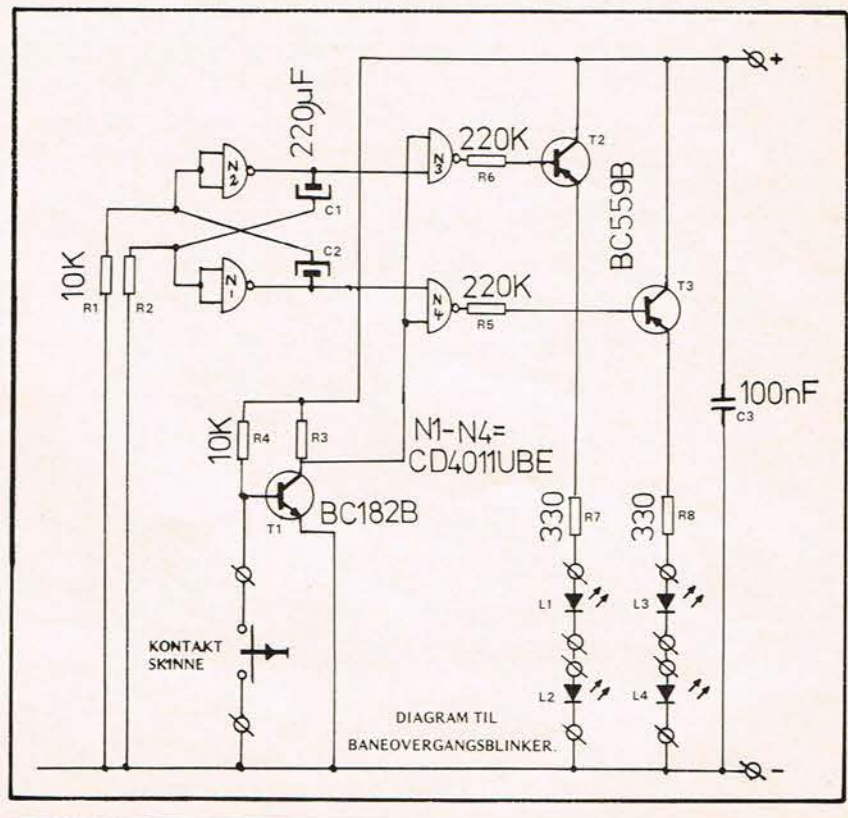 220µF
N2
C1
C2
N1
10K
R1
R2
N3
220K
R6
T2
BC559B
N4
220K
R5
T3
+
100nF
C3
10K
R4
R3
N1-N4=
CD4011UBE
T1
BC182B
330
R7
330
R8
L1
L3
L2
L4
KONTAKT
SKINNE
DIAGRAM TIL
BANEOVERGANGSBLINKER.
-